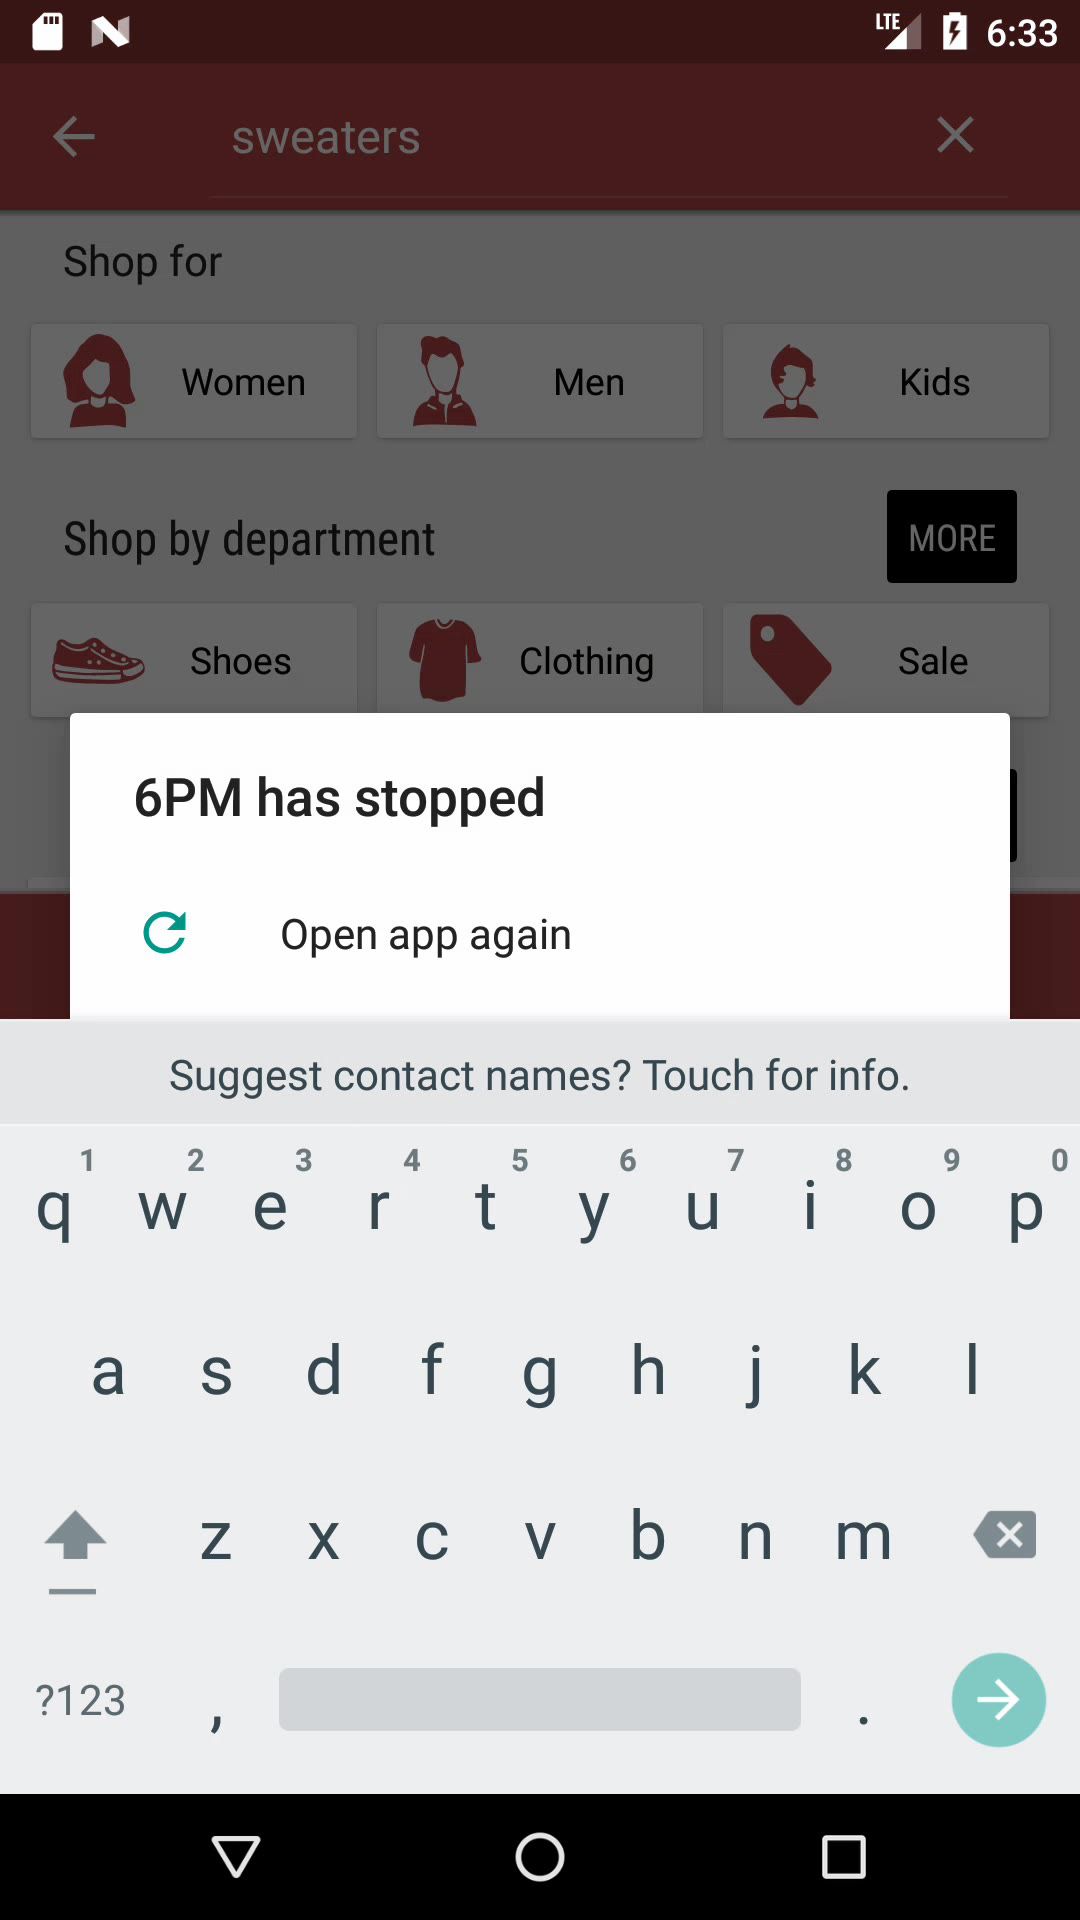 LTE 6:33
sweaters
Shop for
Women Men Kids
Shop by department MORE
Shoes Clothing Sale
6PM has stopped
Open app again
Suggest contact names? Touch for info.
1 2 3 4 5 6 7 8 9 0
q w e r t y u i o p
a s d f g h j k l
z x c v b n m
?123 , .